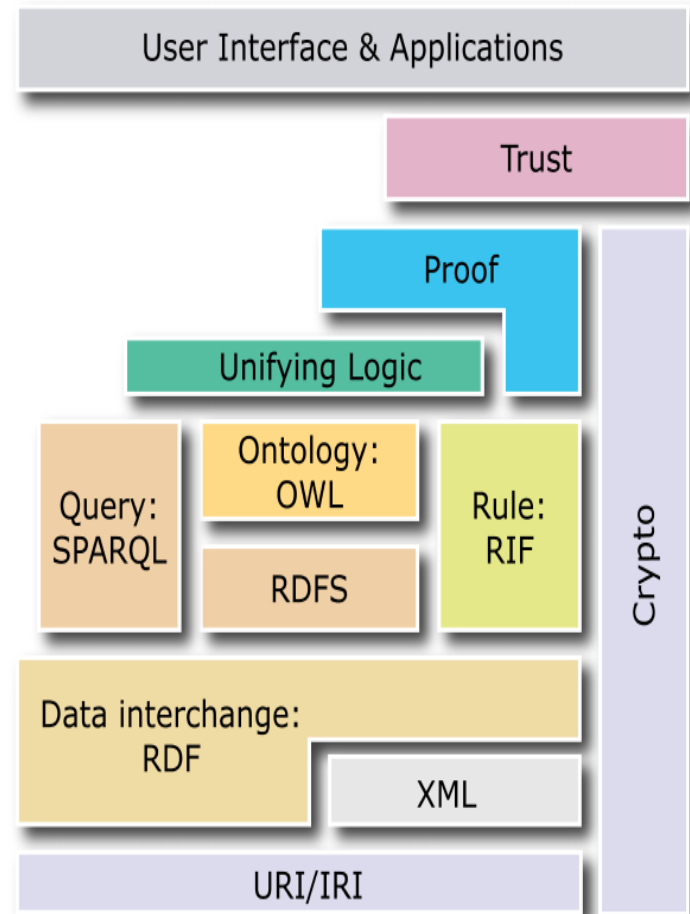 User Interface & Applications
Trust
Proof
Unifying Logic
Query:
SPARQL
Ontology:
OWL
RDFS
Rule:
RIF
Crypto
Data interchange:
RDF
XML
URI/IRI